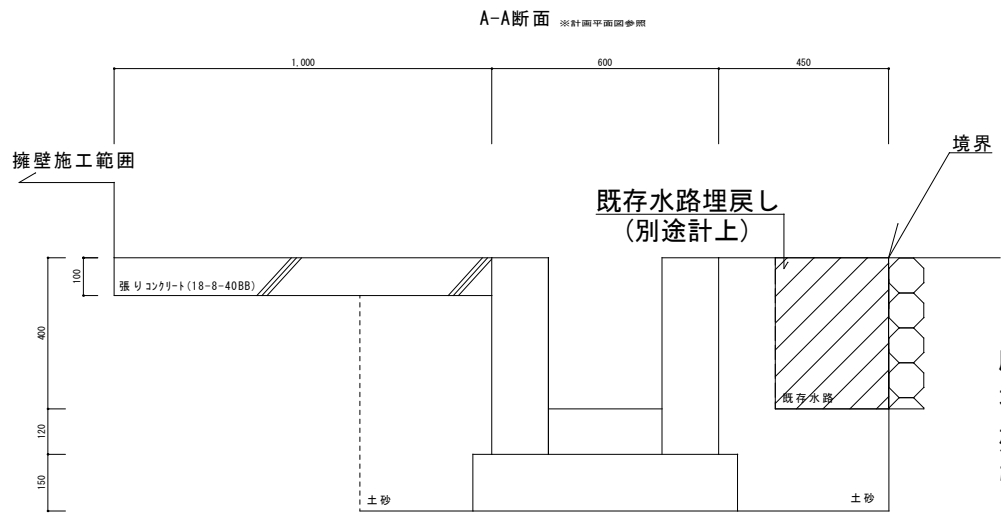 A-A断面 ※計画平面図参照
1,000
600
450
擁壁施工範囲
境界
既存水路埋戻し
(別途計上)
100
張りコンクリート(18-8-40BB)
400
既存水路
120
150
土砂
土砂